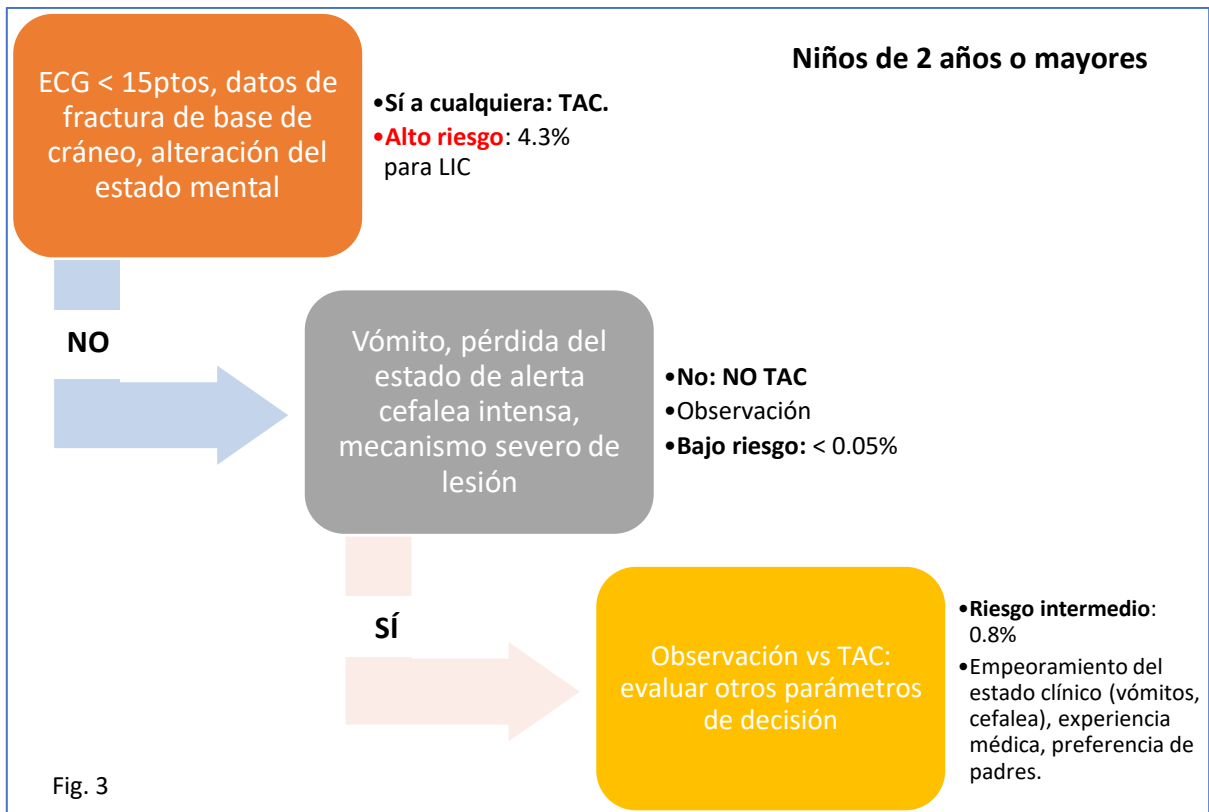 Niños de 2 años o mayores
ECG < 15ptos, datos de
fractura de base de
cráneo, alteración del
estado mental
•Sí a cualquiera: TAC.
•Alto riesgo: 4.3%
para LIC
NO
Vómito, pérdida del
estado de alerta
cefalea intensa,
mecanismo severo de
lesión
•No: NO TAC
•Observación
•Bajo riesgo: < 0.05%
SÍ
Observación vs TAC:
evaluar otros parámetros
de decisión
•Riesgo intermedio:
0.8%
•Empeoramiento del
estado clínico (vómitos,
cefalea), experiencia
médica, preferencia de
padres.
Fig. 3